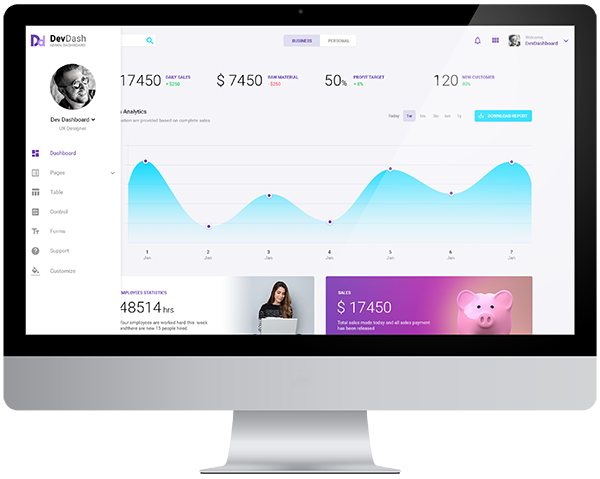 DevDash
ADMIN DASHBOARD
BUSINESS
PERSONAL
Welcome,
DevDashboard
Dev Dashboard
UX Designer
Dashboard
Pages
Table
Control
Forms
Support
Customize
17450
DAILY SALES
+ $250
$ 7450
RAW MATERIAL
- $250
50%
PROFIT TARGET
+ 5%
120
NEW CUSTOMER
Analytics
are provided based on complete sales
Today
1w
1m
3m
6m
1y
DOWNLOAD REPORT
1
Jan
2
Jan
3
Jan
4
Jan
5
Jan
6
Jan
7
Jan
EMPLOYEES STATISTICS
48514 hrs
Your employees are worked hard this week
and there are new 15 people hired.
SALES
$ 17450
Total sales made today and all sales payment
has been released